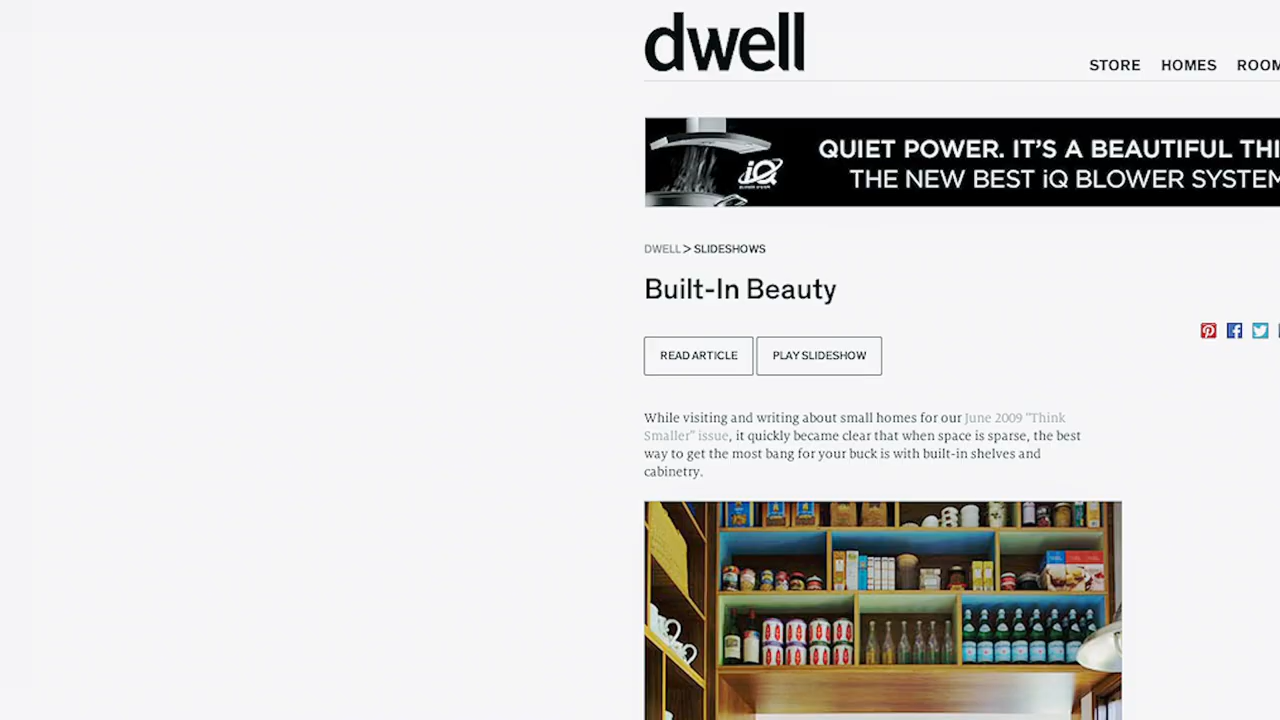 dwell
STORE HOMES ROOM
QUIET POWER. IT'S A BEAUTIFUL THI
THE NEW BEST iQ BLOWER SYSTEM
iQ
DWELL > SLIDESHOWS
Built-In Beauty
READ ARTICLE PLAY SLIDESHOW
While visiting and writing about small homes for our June 2009 "Think
Smaller" issue, it quickly became clear that when space is sparse, the best
way to get the most bang for your buck is with built-in shelves and
cabinetry.